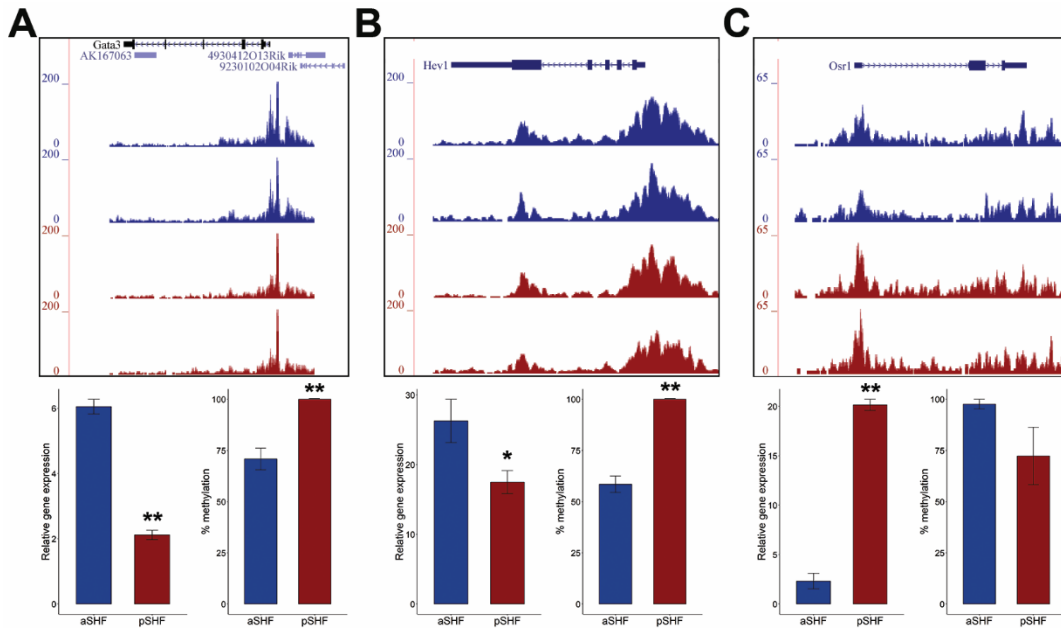 A
Gata3
AK167063
4930412O13Rik
9230102O04Rik
200
0
200
0
200
0
200
0
B
Hey1
200
0
200
0
200
0
200
0
C
Osr1
65
0
65
0
65
0
65
0
Relative gene expression
6
4
2
0
**
aSHF pSHF
% methylation
100
75
50
25
0
**
aSHF pSHF
Relative gene expression
30
20
10
0
*
aSHF pSHF
% methylation
100
75
50
25
0
**
aSHF pSHF
Relative gene expression
20
15
10
5
0
**
aSHF pSHF
% methylation
100
75
50
25
0
aSHF pSHF